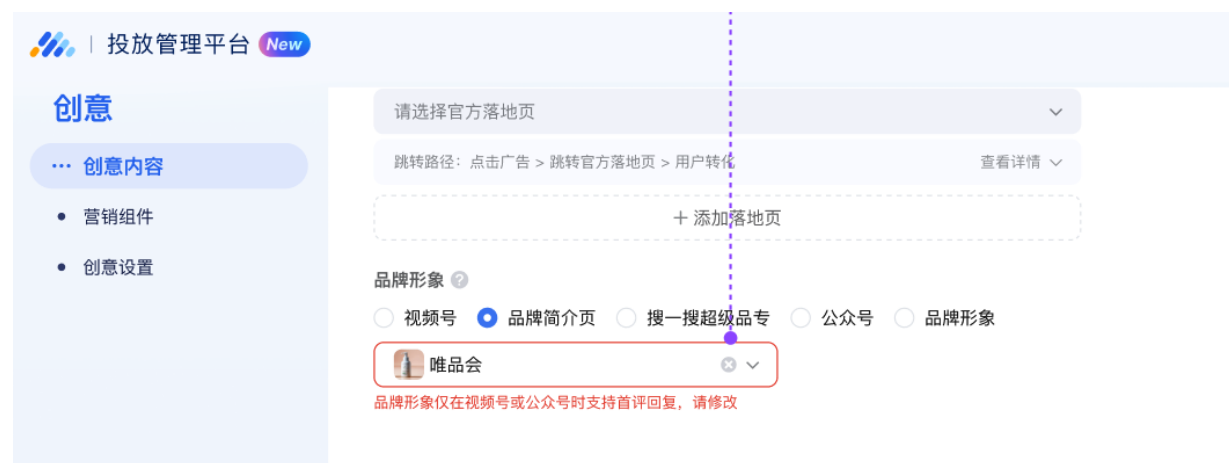 投放管理平台 New
创意
创意内容
营销组件
创意设置
请选择官方落地页
跳转路径：点击广告 > 跳转官方落地页 > 用户转化 查看详情
+ 添加落地页
品牌形象 ?
视频号 品牌简介页 搜一搜超级品专 公众号 品牌形象
唯品会
品牌形象仅在视频号或公众号时支持首评回复，请修改